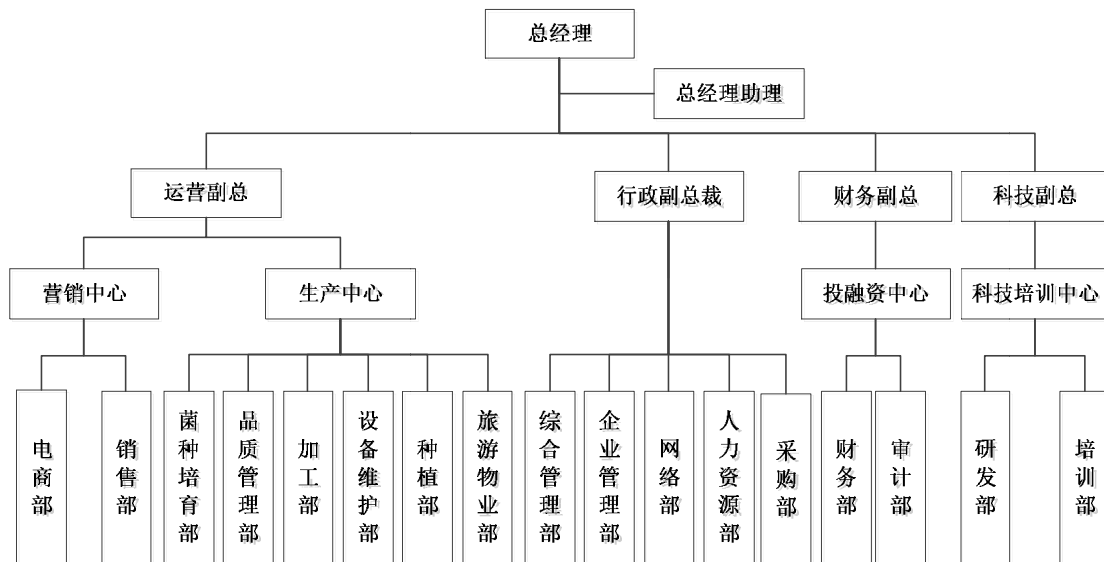 总经理
总经理助理
运营副总
行政副总裁
财务副总
科技副总
营销中心
生产中心
投融资中心
科技培训中心
电商部
销售部
菌种培育部
品质管理部
加工部
设备维护部
种植部
旅游物业部
综合管理部
企业管理部
网络部
人力资源部
采购部
财务部
审计部
研发部
培训部